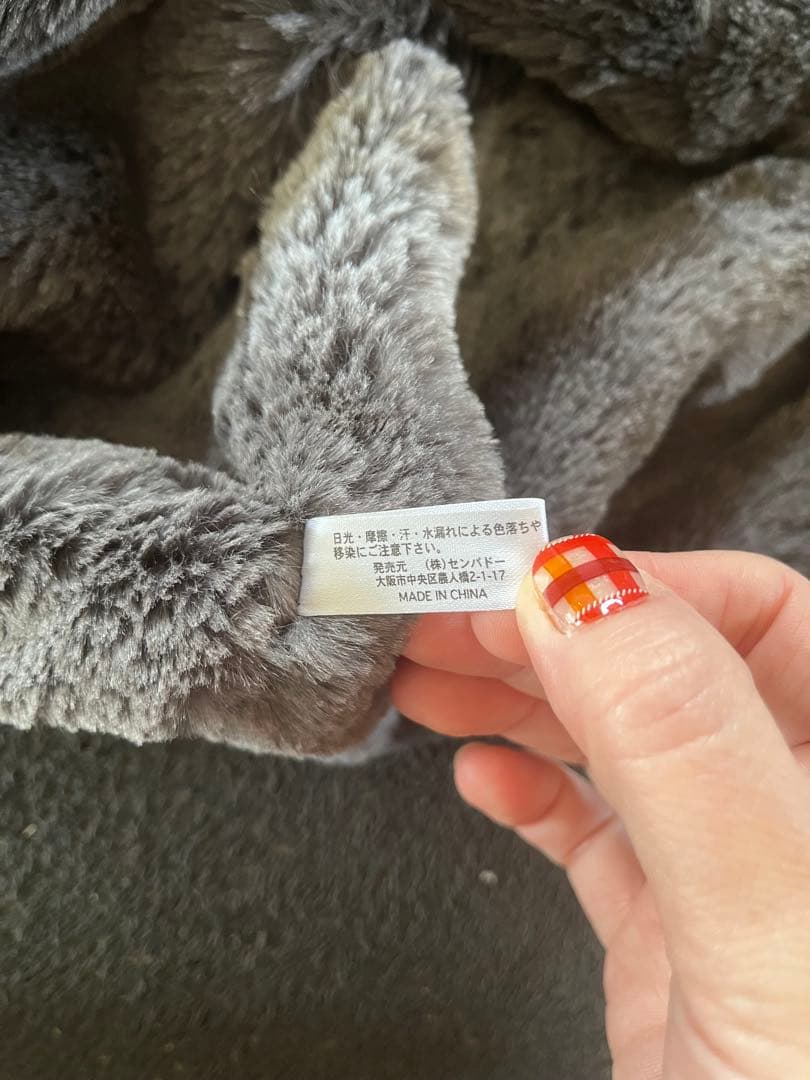 日光・摩擦・汗・水漏れによる色落ちや
移染にご注意下さい。
発売元 (株)センバドー
大阪市中央区農人橋2-1-17
MADE IN CHINA